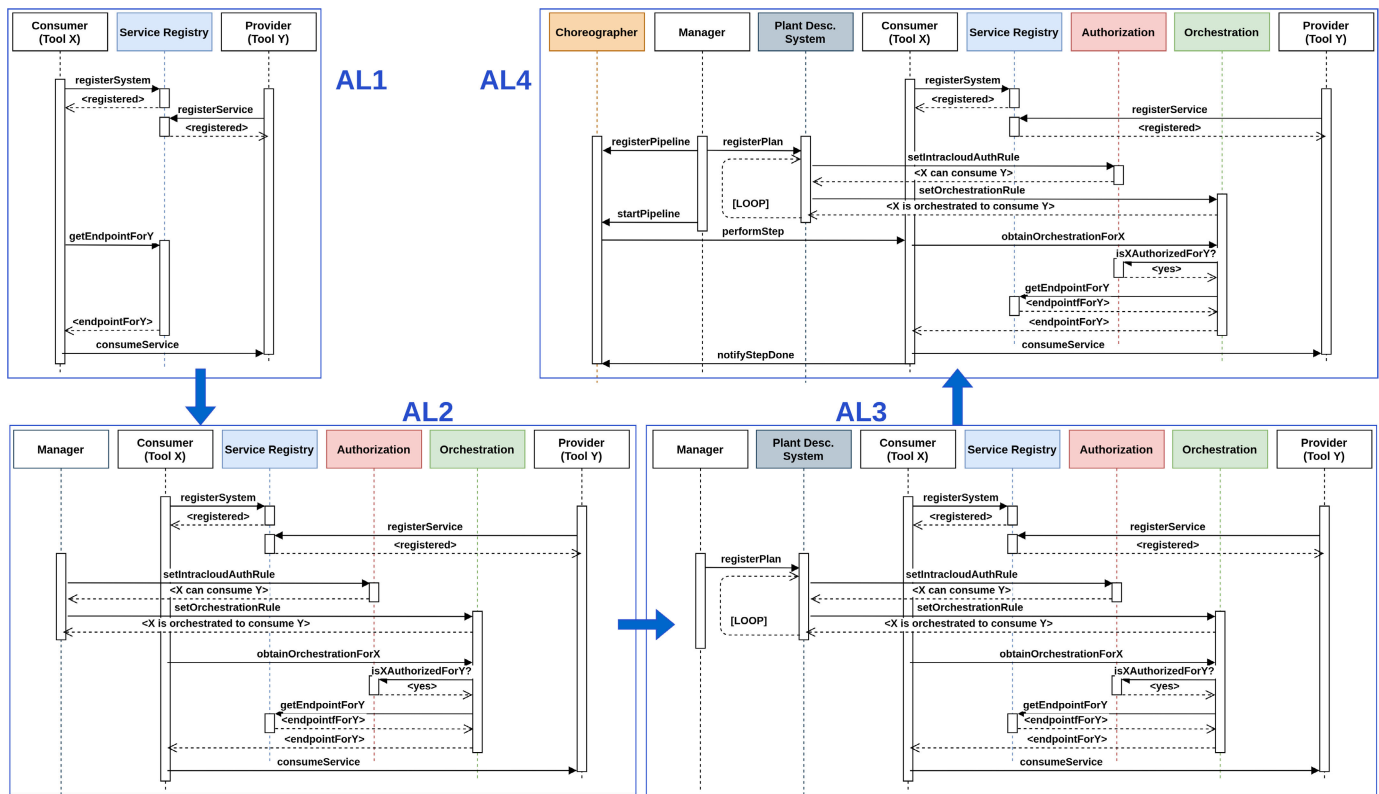 Consumer
(Tool X)
Service Registry
Provider
(Tool Y)
registerSystem
<registered>
registerService
<registered>
getEndpointForY
<endpointForY>
consumeService
AL1
AL4
Choreographer
Manager
Plant Desc.
System
Consumer
(Tool X)
Service Registry
Authorization
Orchestration
Provider
(Tool Y)
registerSystem
<registered>
registerService
<registered>
registerPipeline
registerPlan
setIntracloudAuthRule
<X can consume Y>
setOrchestrationRule
[LOOP]
<X is orchestrated to consume Y>
startPipeline
performStep
obtainOrchestrationForX
isXAuthorizedForY?
<yes>
getEndpointForY
<endpointfForY>
<endpointForY>
consumeService
notifyStepDone
AL2
Manager
Consumer
(Tool X)
Service Registry
Authorization
Orchestration
Provider
(Tool Y)
registerSystem
<registered>
registerService
<registered>
setIntracloudAuthRule
<X can consume Y>
setOrchestrationRule
<X is orchestrated to consume Y>
obtainOrchestrationForX
isXAuthorizedForY?
<yes>
getEndpointForY
<endpointfForY>
<endpointForY>
consumeService
AL3
Manager
Plant Desc.
System
Consumer
(Tool X)
Service Registry
Authorization
Orchestration
Provider
(Tool Y)
registerSystem
<registered>
registerService
<registered>
registerPlan
setIntracloudAuthRule
<X can consume Y>
setOrchestrationRule
[LOOP]
<X is orchestrated to consume Y>
obtainOrchestrationForX
isXAuthorizedForY?
<yes>
getEndpointForY
<endpointfForY>
<endpointForY>
consumeService